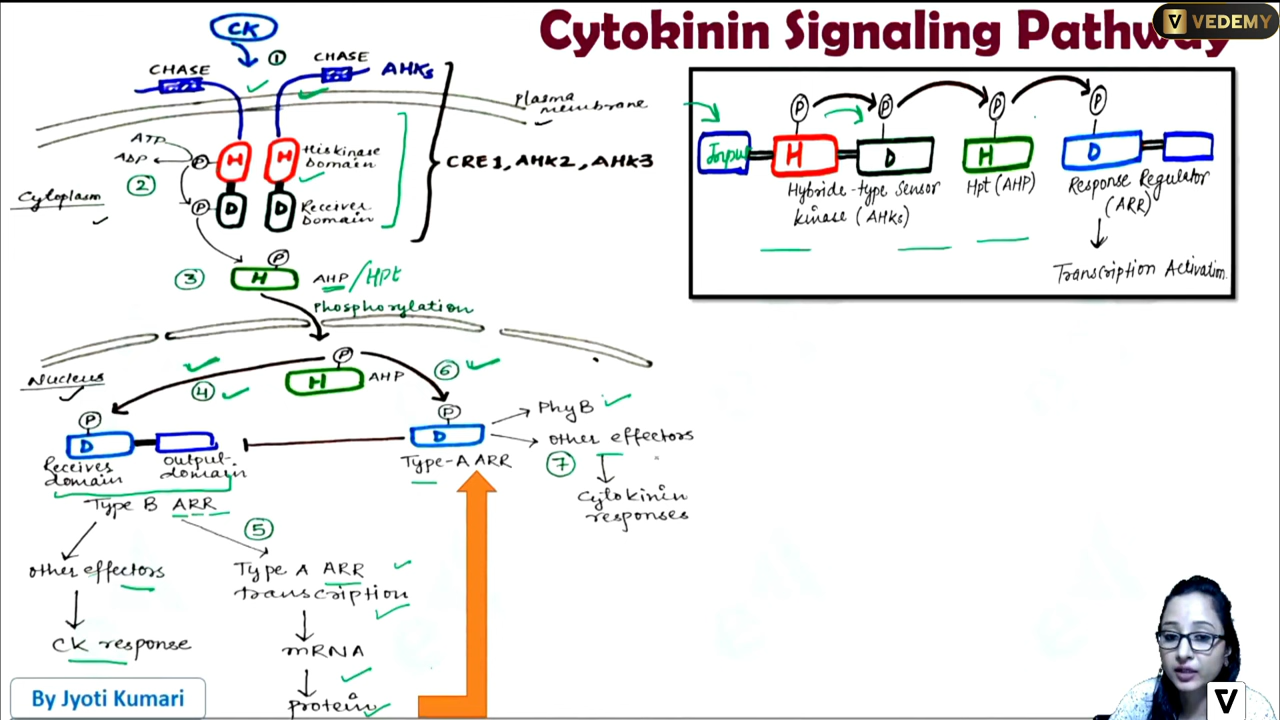 Cytokinin Signaling Pathway
VEDEMY
CK
1
CHASE
CHASE
AHKs
Plasma
membrane
ATP
ADP
P
H
H
Hiskinase
Domain
2
CRE1, AHK2, AHK3
Cytoplasm
P
D
D
Receiver
Domain
P
3
H
AHP/HPt
Phosphorylation
Nucleus
P
H
AHP
4
6
P
D
Receives
domain
output-
domain
Type B ARR
P
D
Type-A ARR
PhyB
other effectors
7
Cytokinin
responses
5
other effectors
CK response
Type A ARR
transcription
mRNA
protein
By Jyoti Kumari
P
P
P
P
Input
H
D
H
D
Hybride-type Sensor
kinase (AHKs)
Hpt (AHP)
Response Regulator
(ARR)
Transcription Activation.
V